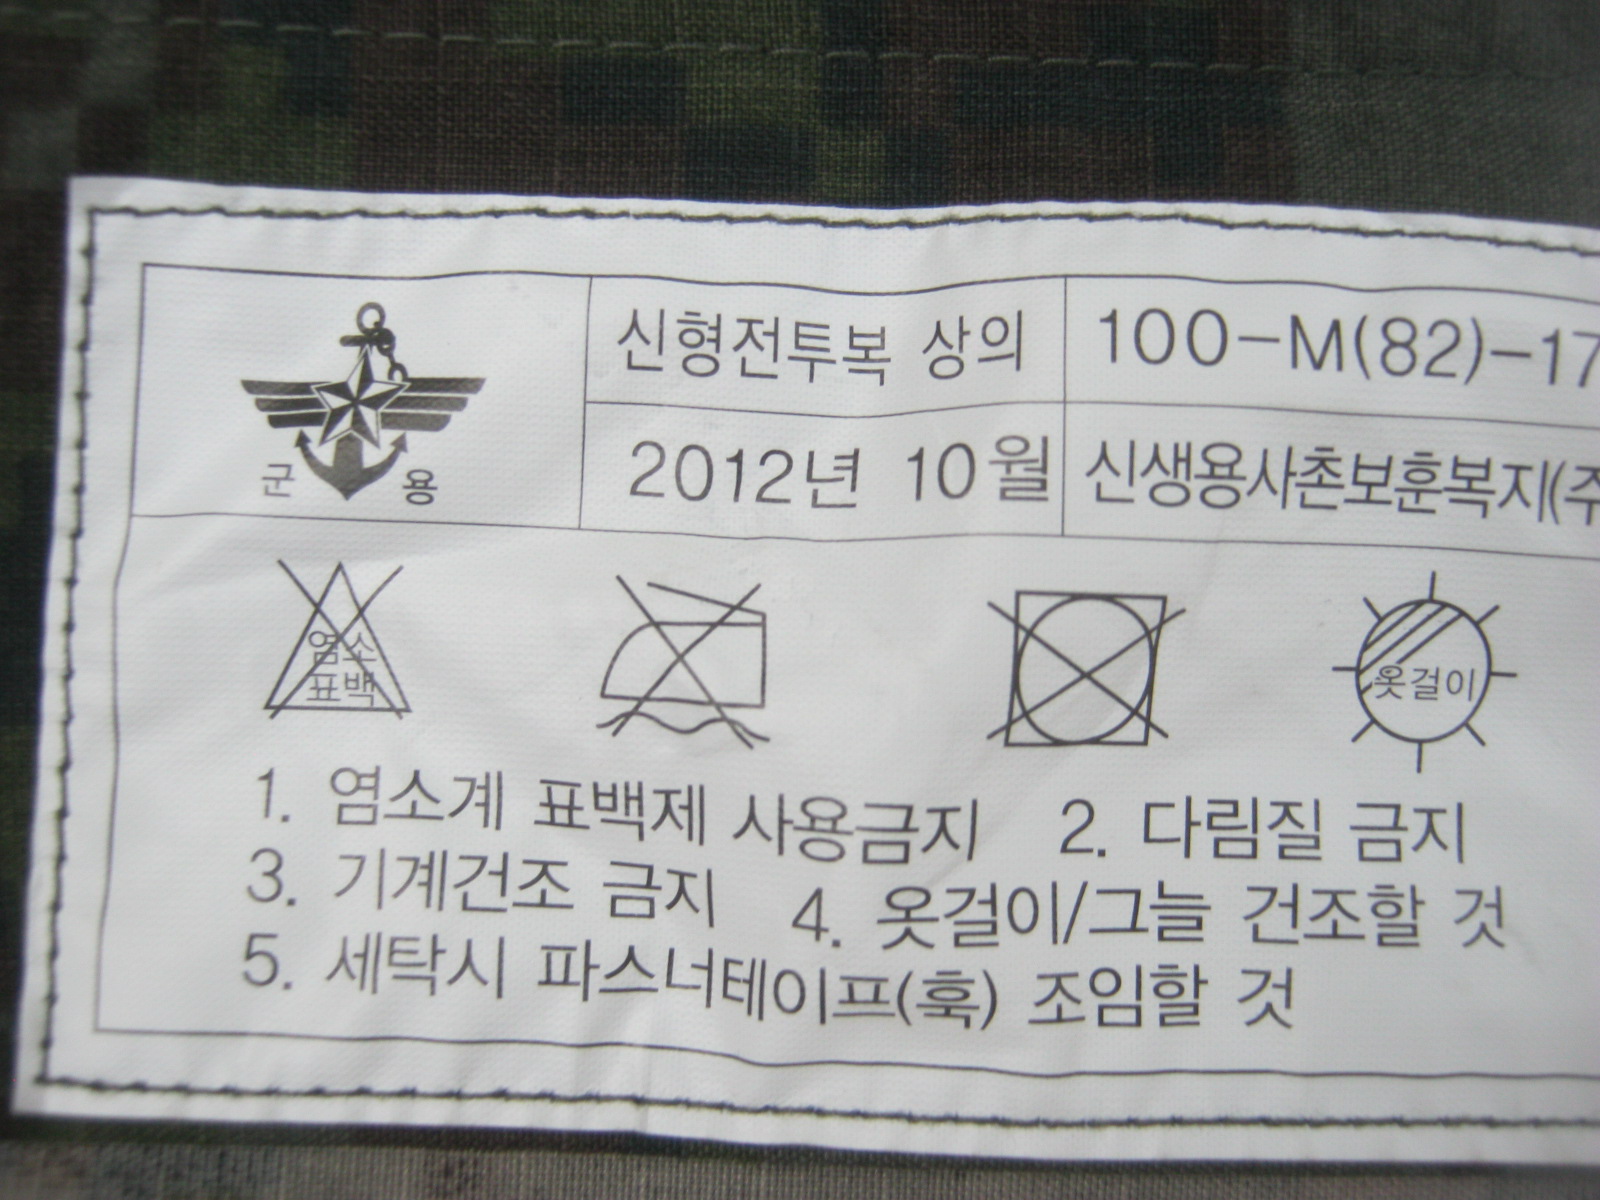 군 용
신형전투복 상의 100-M(82)-17
2012년 10월 신생용사촌보훈복지(주
염소
표백
옷걸이
1. 염소계 표백제 사용금지 2. 다림질 금지
3. 기계건조 금지 4. 옷걸이/그늘 건조할 것
5. 세탁시 파스너테이프(훅) 조임할 것